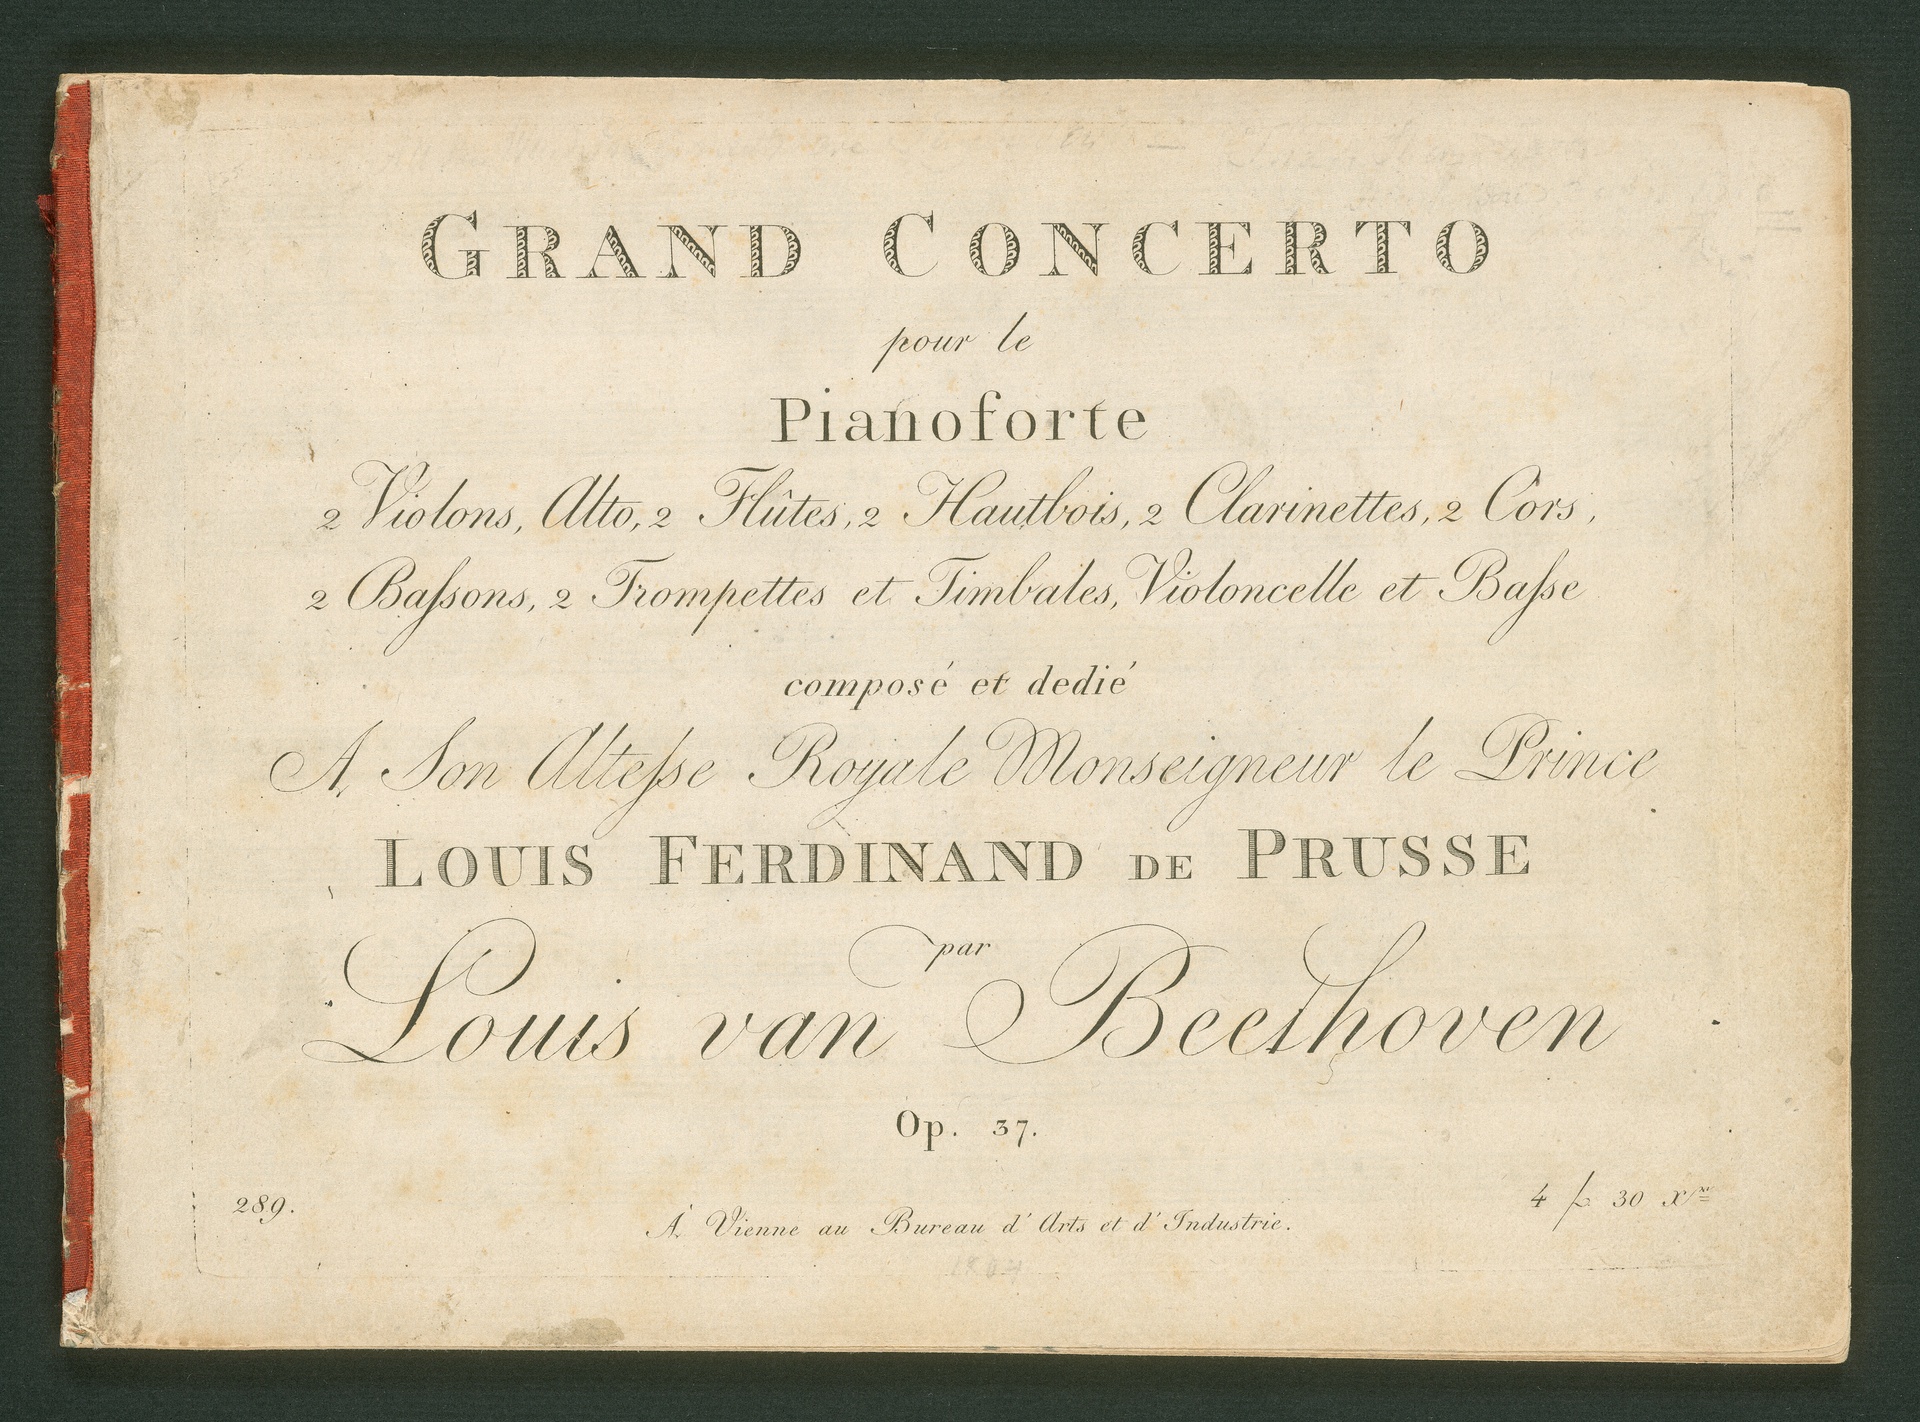 GRAND CONCERTO
pour le
Pianoforte
2 Violons, Alto, 2 Flûtes, 2 Hautbois, 2 Clarinettes, 2 Cors,
2 Baſsons, 2 Trompettes et Timbales, Violoncelle et Baſse
composé et dedié
A Son Alteſse Royale Monseigneur le Prince
LOUIS FERDINAND DE PRUSSE
par
Louis van Beethoven
Op. 37.
289.
4 f 30 Xr
À Vienne au Bureau d'Arts et d'Industrie.
1804